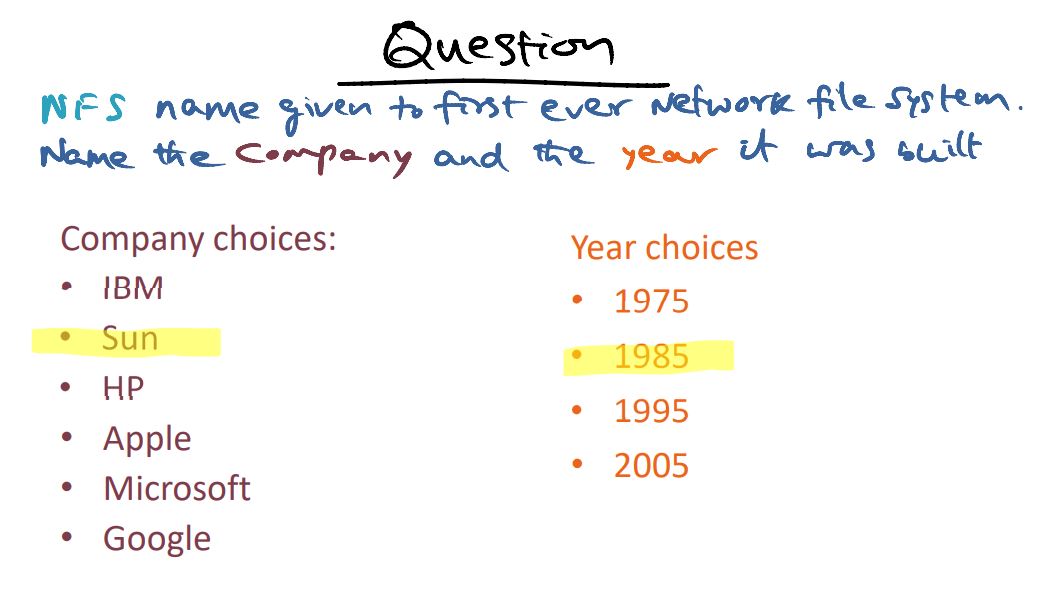 Question
NFS name given to first ever Network file system.
Name the Company and the year it was built
Company choices:
• IBM
• Sun
• HP
• Apple
• Microsoft
• Google
Year choices
• 1975
• 1985
• 1995
• 2005